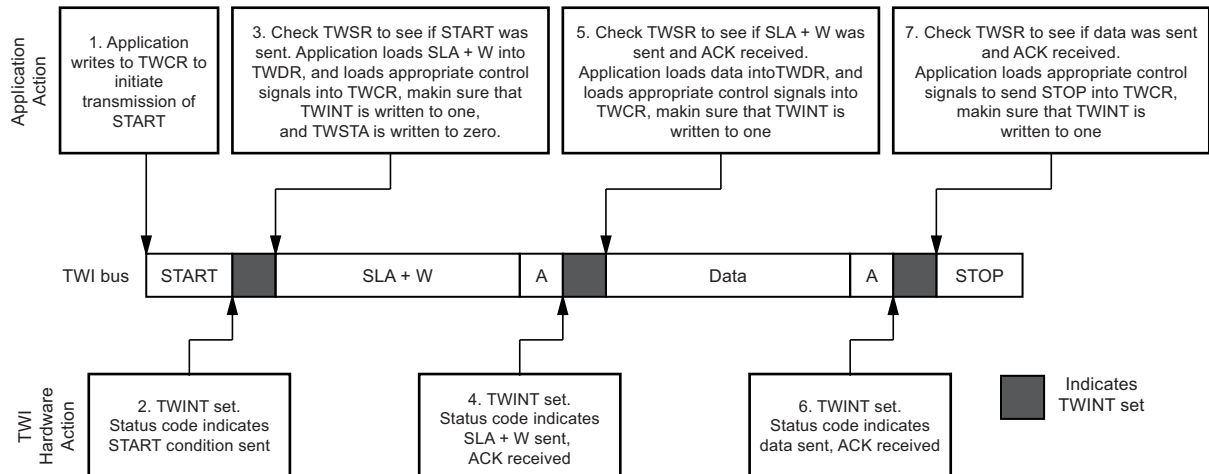 Application
Action
1. Application
writes to TWCR to
initiate
transmission of
START
3. Check TWSR to see if START was
sent. Application loads SLA + W into
TWDR, and loads appropriate control
signals into TWCR, makin sure that
TWINT is written to one,
and TWSTA is written to zero.
5. Check TWSR to see if SLA + W was
sent and ACK received.
Application loads data intoTWDR, and
loads appropriate control signals into
TWCR, makin sure that TWINT is
written to one
7. Check TWSR to see if data was sent
and ACK received.
Application loads appropriate control
signals to send STOP into TWCR,
makin sure that TWINT is
written to one
TWI bus
START
SLA + W
A
Data
A
STOP
TWI
Hardware
Action
2. TWINT set.
Status code indicates
START condition sent
4. TWINT set.
Status code indicates
SLA + W sent,
ACK received
6. TWINT set.
Status code indicates
data sent, ACK received
Indicates
TWINT set